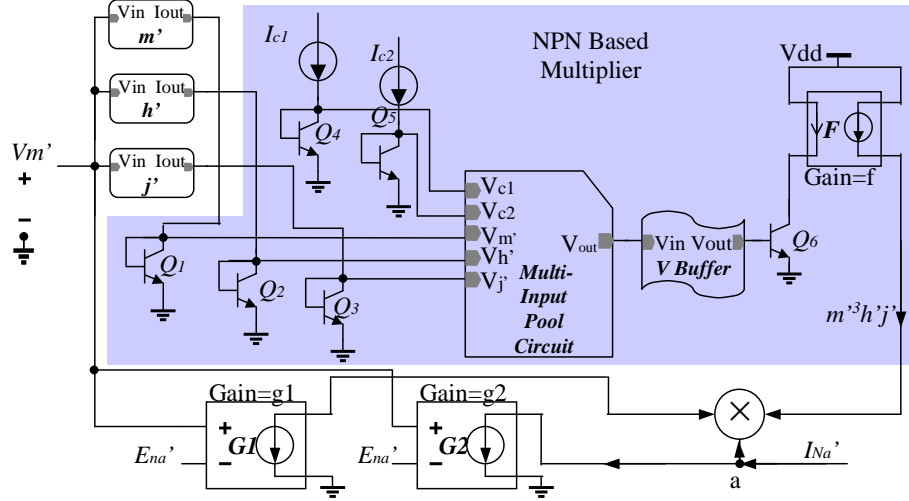 Vin Iout
m'
Vin Iout
h'
Vin Iout
j'
Vm'
+
-
Ic1
Ic2
Q4
Q5
NPN Based
Multiplier
Vdd
F
Gain=f
Vc1
Vc2
Vm'
Vh'
Vj'
Vout
Multi-
Input
Pool
Circuit
Vin Vout
V Buffer
Q6
Q1
Q2
Q3
m'³h'j'
Gain=g1
+
-
G1
Ena'
Gain=g2
+
-
G2
Ena'
×
INa'
a